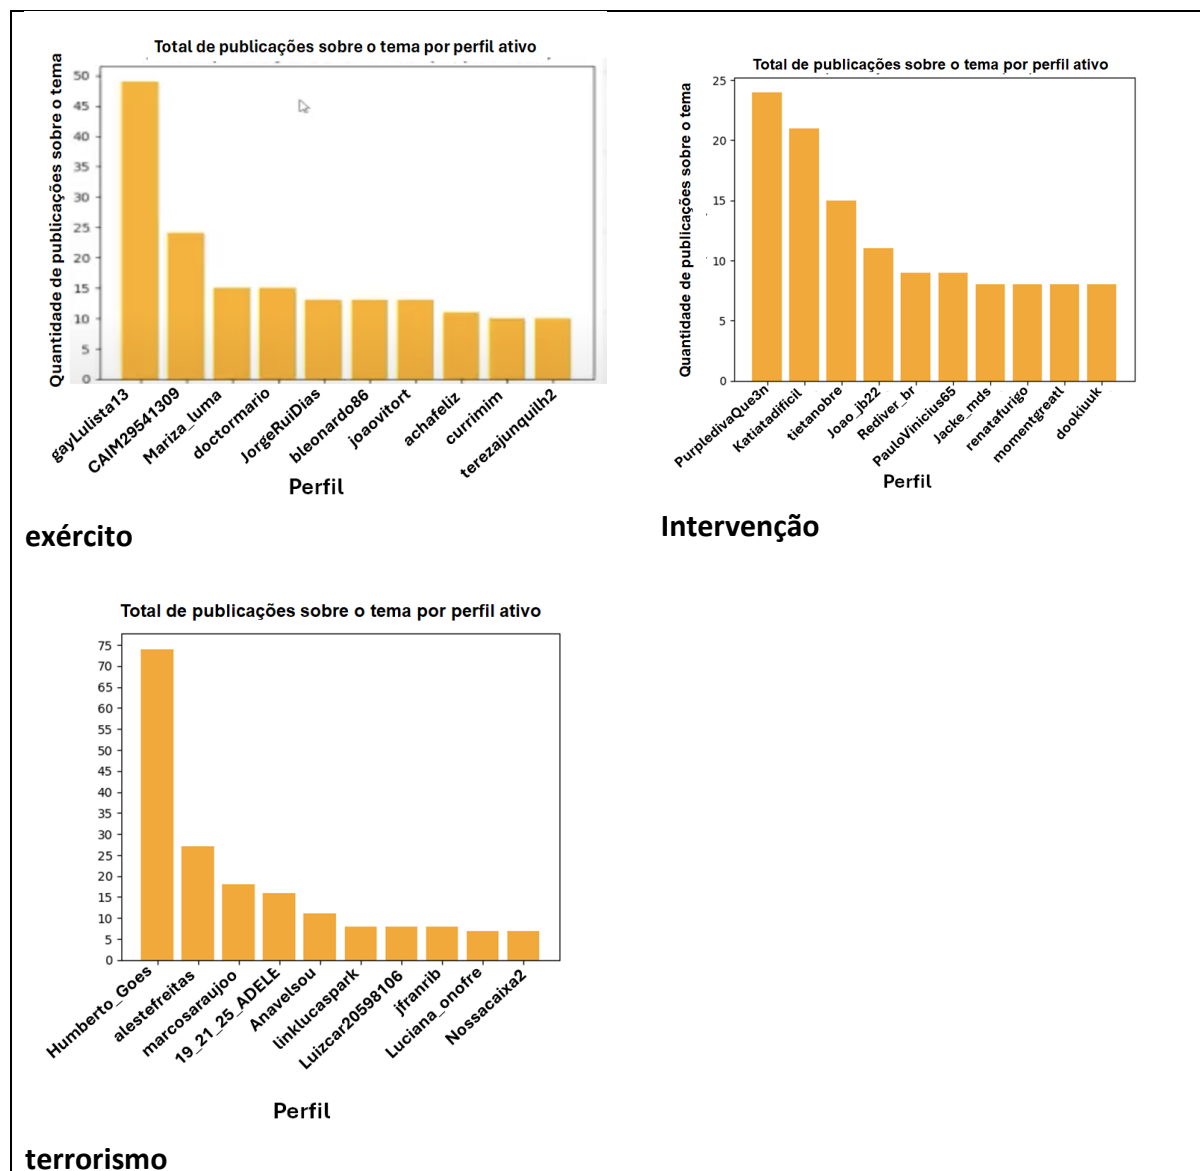 Total de publicações sobre o tema por perfil ativo
Quantidade de publicações sobre o tema
50
45
40
35
30
25
20
15
10
5
0
gayLulista13
CAIM29541309
Mariza_luma
doctormario
JorgeRuiDias
bleonardo86
joaovitort
achafeliz
currimim
terezajunquilh2
Perfil
exército
Total de publicações sobre o tema por perfil ativo
Quantidade de publicações sobre o tema
25
20
15
10
5
0
PurpledivaQue3n
Katiatadificil
tietanobre
Joao_jb22
Rediver_br
PauloVinicius65
Jacke_mds
renatafurigo
momentgreatl
dookiuuk
Perfil
Intervenção
Total de publicações sobre o tema por perfil ativo
75
70
65
60
55
50
45
40
35
30
25
20
15
10
5
0
Humberto_Goes
alestefreitas
marcosaraujoo
19_21_25_ADELE
Anavelsou
linklucaspark
Luizcar20598106
jfranrib
Luciana_onofre
Nossacaixa2
Perfil
terrorismo